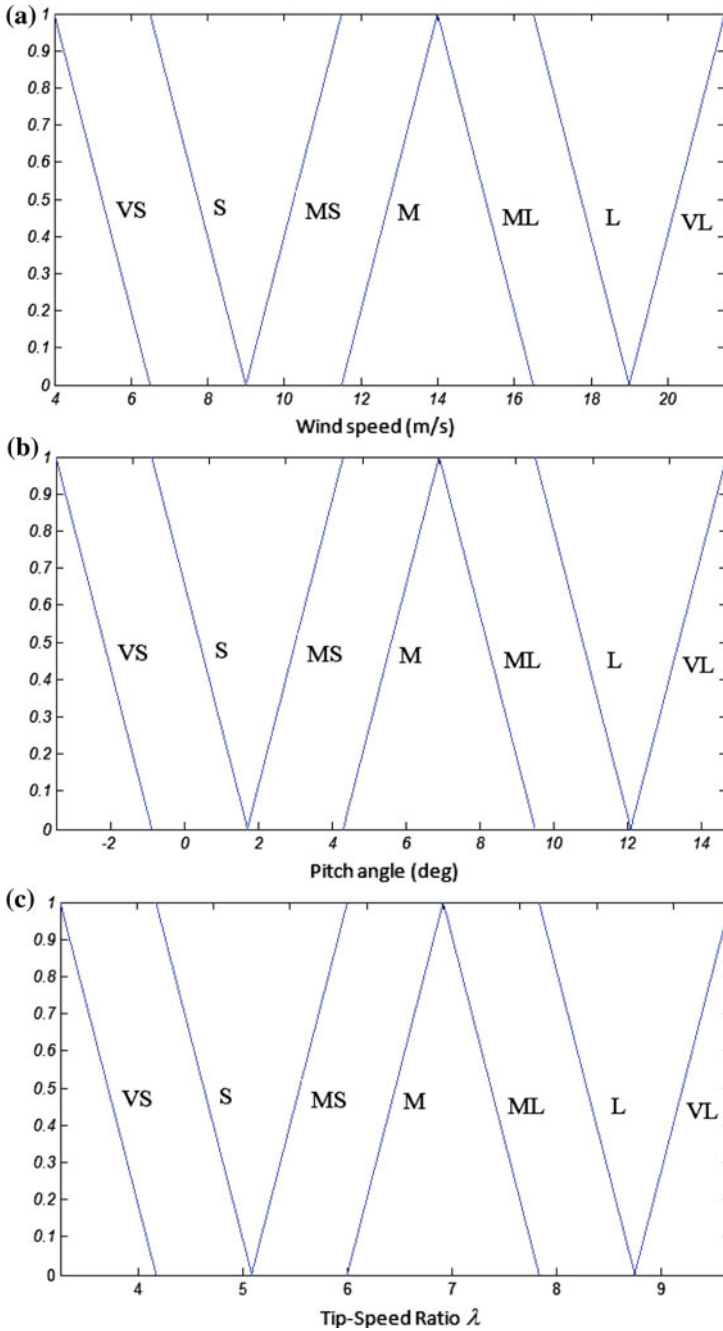 (a)
1
0.9
0.8
0.7
0.6
0.5
0.4
0.3
0.2
0.1
0
VS S MS M ML L VL
4 6 8 10 12 14 16 18 20
Wind speed (m/s)
(b)
1
0.9
0.8
0.7
0.6
0.5
0.4
0.3
0.2
0.1
0
VS S MS M ML L VL
-2 0 2 4 6 8 10 12 14
Pitch angle (deg)
(c)
1
0.9
0.8
0.7
0.6
0.5
0.4
0.3
0.2
0.1
0
VS S MS M ML L VL
4 5 6 7 8 9
Tip-Speed Ratio λ